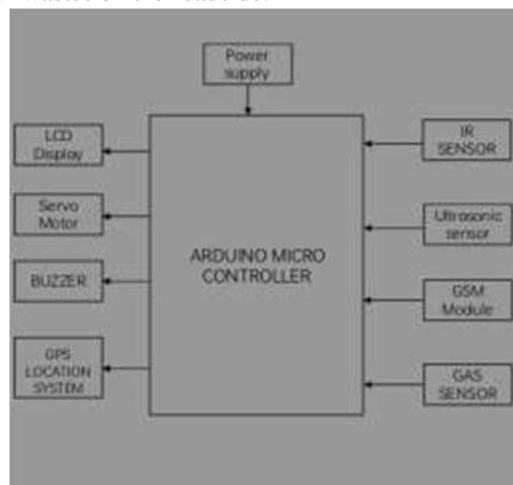 Power
supply
LCD
Display
Servo
Motor
BUZZER
GPS
LOCATION
SYSTEM
ARDUINO MICRO
CONTROLLER
IR
SENSOR
Ultrasonic
sensor
GSM
Module
GAS
SENSOR